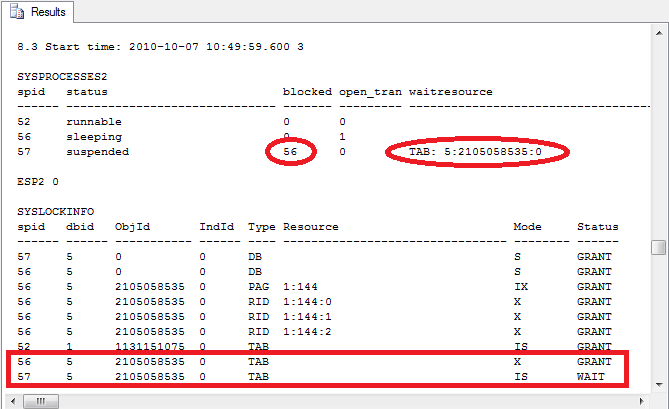 Results
8.3 Start time: 2010-10-07 10:49:59.600 3
SYSPROCESSES2
spid status blocked open_tran waitresource
------ ------------------------------ ------- --------- --------------------------------
52 runnable 0 0
56 sleeping 0 1
57 suspended 56 0 TAB: 5:2105058535:0
ESP2 0
SYSLOCKINFO
spid dbid ObjId IndId Type Resource Mode Status
------ ------ ----------- ------ ---- -------------------------------- -------- ------
57 5 0 0 DB S GRANT
56 5 0 0 DB S GRANT
56 5 2105058535 0 PAG 1:144 IX GRANT
56 5 2105058535 0 RID 1:144:0 X GRANT
56 5 2105058535 0 RID 1:144:1 X GRANT
56 5 2105058535 0 RID 1:144:2 X GRANT
52 1 1131151075 0 TAB IS GRANT
56 5 2105058535 0 TAB X GRANT
57 5 2105058535 0 TAB IS WAIT